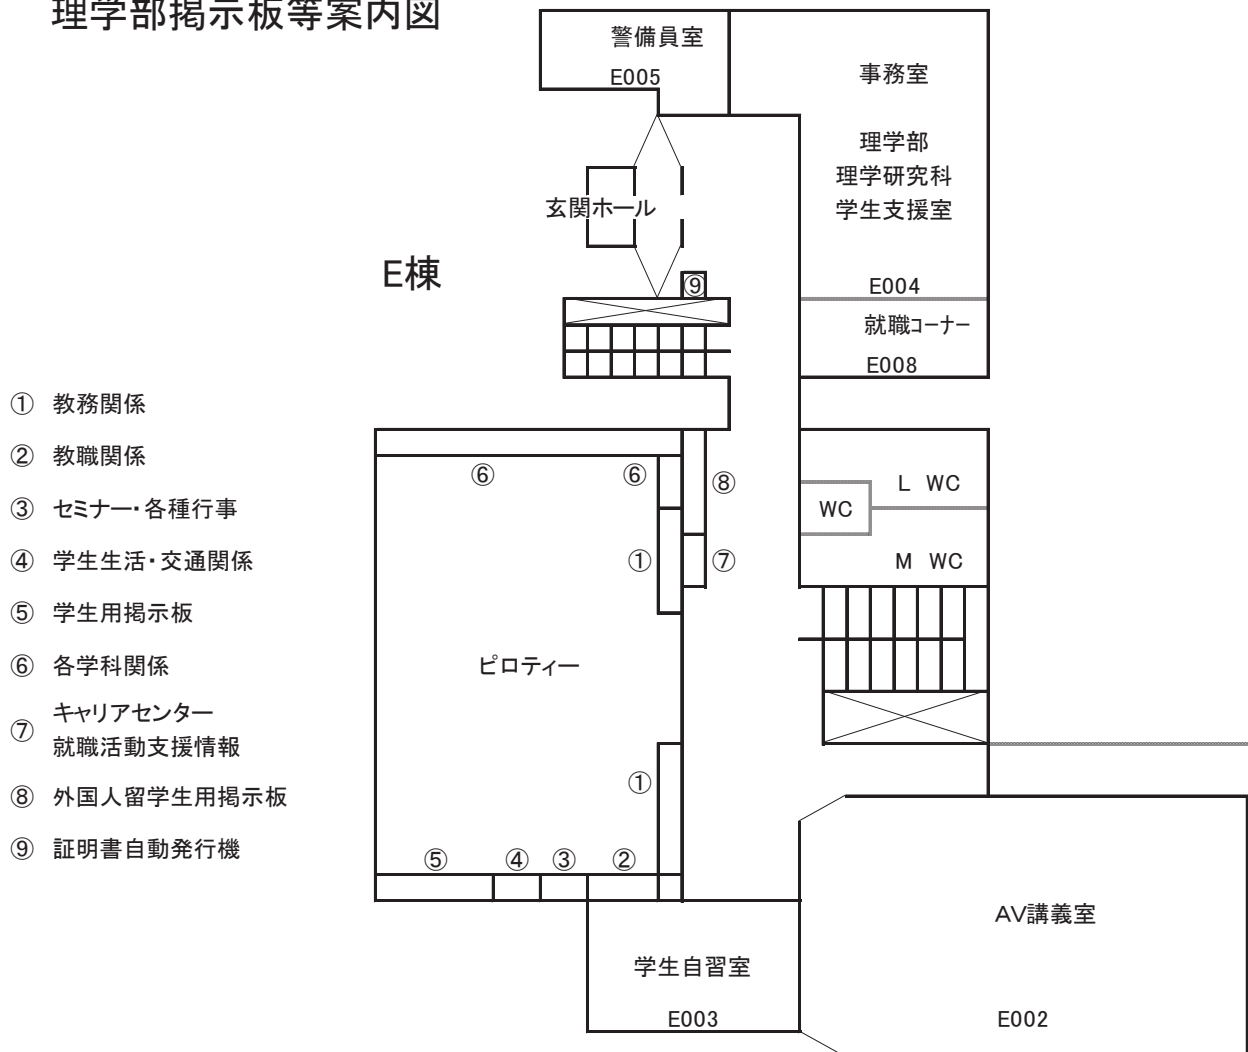 理学部掲示板等案内図
警備員室
E005
事務室
理学部
理学研究科
学生支援室
玄関ホール
E棟
⑨
E004
就職コーナー
E008
① 教務関係
② 教職関係
③ セミナー・各種行事
④ 学生生活・交通関係
⑤ 学生用掲示板
⑥ 各学科関係
⑦ キャリアセンター
就職活動支援情報
⑧ 外国人留学生用掲示板
⑨ 証明書自動発行機
⑥
⑥
⑧
L WC
WC
①
⑦
M WC
ピロティー
①
⑤
④
③
②
AV講義室
学生自習室
E003
E002